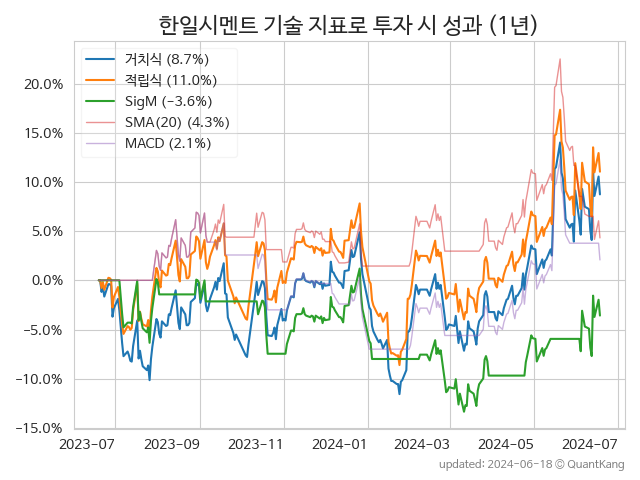 한일시멘트 기술 지표로 투자 시 성과 (1년)
거치식 (8.7%)
적립식 (11.0%)
SigM (−3.6%)
SMA(20) (4.3%)
MACD (2.1%)
20.0%
15.0%
10.0%
5.0%
0.0%
−5.0%
−10.0%
−15.0%
2023-07 2023-09 2023-11 2024-01 2024-03 2024-05 2024-07
updated: 2024-06-18 © QuantKang